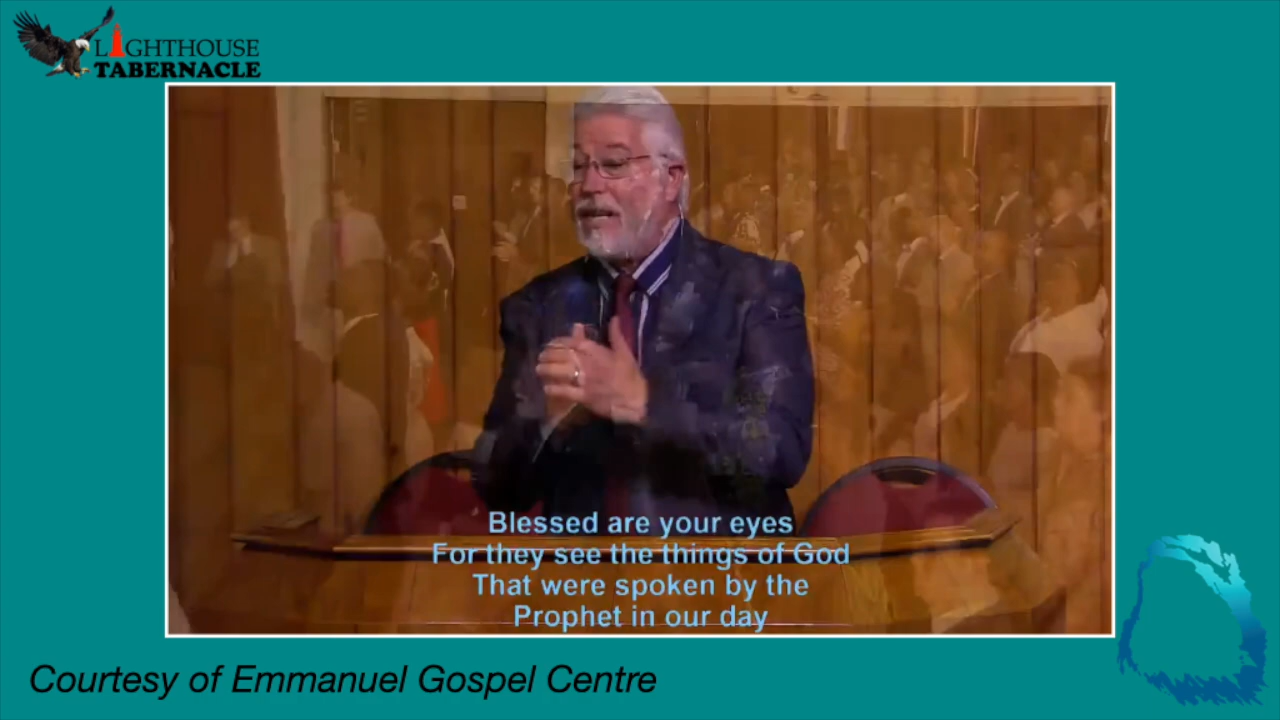 LIGHTHOUSE
TABERNACLE
Blessed are your eyes
For they see the things of God
That were spoken by the
Prophet in our day
Courtesy of Emmanuel Gospel Centre